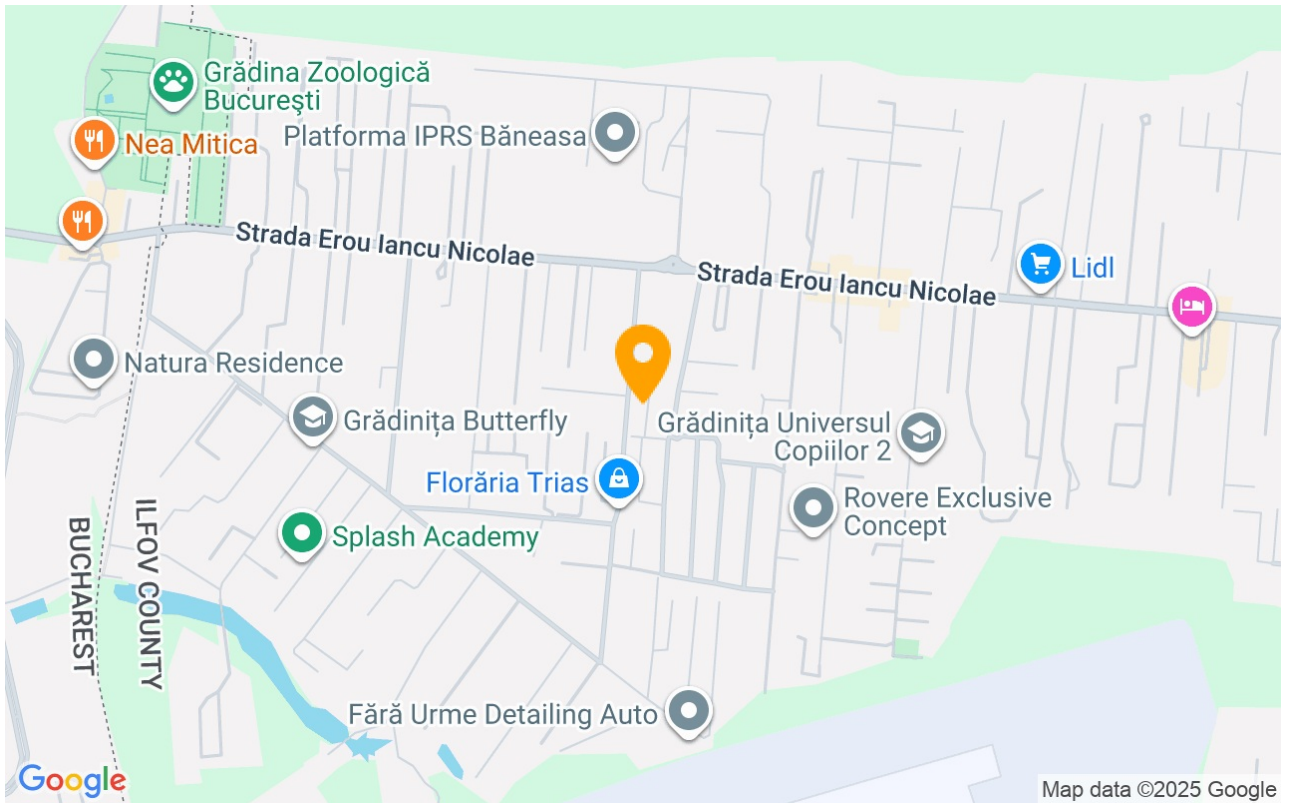 Grădina Zoologică
București
Nea Mitica
Platforma IPRS Băneasa
Strada Erou Iancu Nicolae
Strada Erou Iancu Nicolae
Lidl
Natura Residence
Grădinița Butterfly
Grădinița Universul
Copiilor 2
Florăria Trias
Rovere Exclusive
Concept
Splash Academy
BUCHAREST
ILFOV COUNTY
Fără Urme Detailing Auto
Google
Map data ©2025 Google